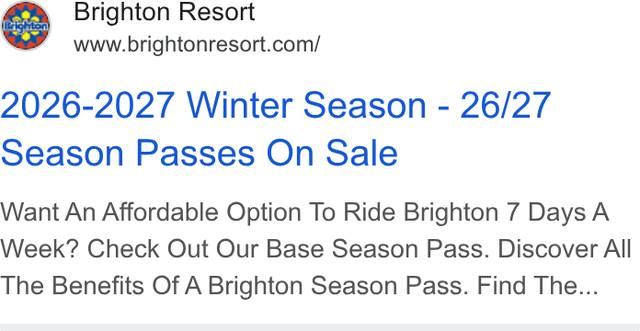 Brighton
Brighton Resort
www.brightonresort.com/
2026-2027 Winter Season - 26/27
Season Passes On Sale
Want An Affordable Option To Ride Brighton 7 Days A
Week? Check Out Our Base Season Pass. Discover All
The Benefits Of A Brighton Season Pass. Find The...